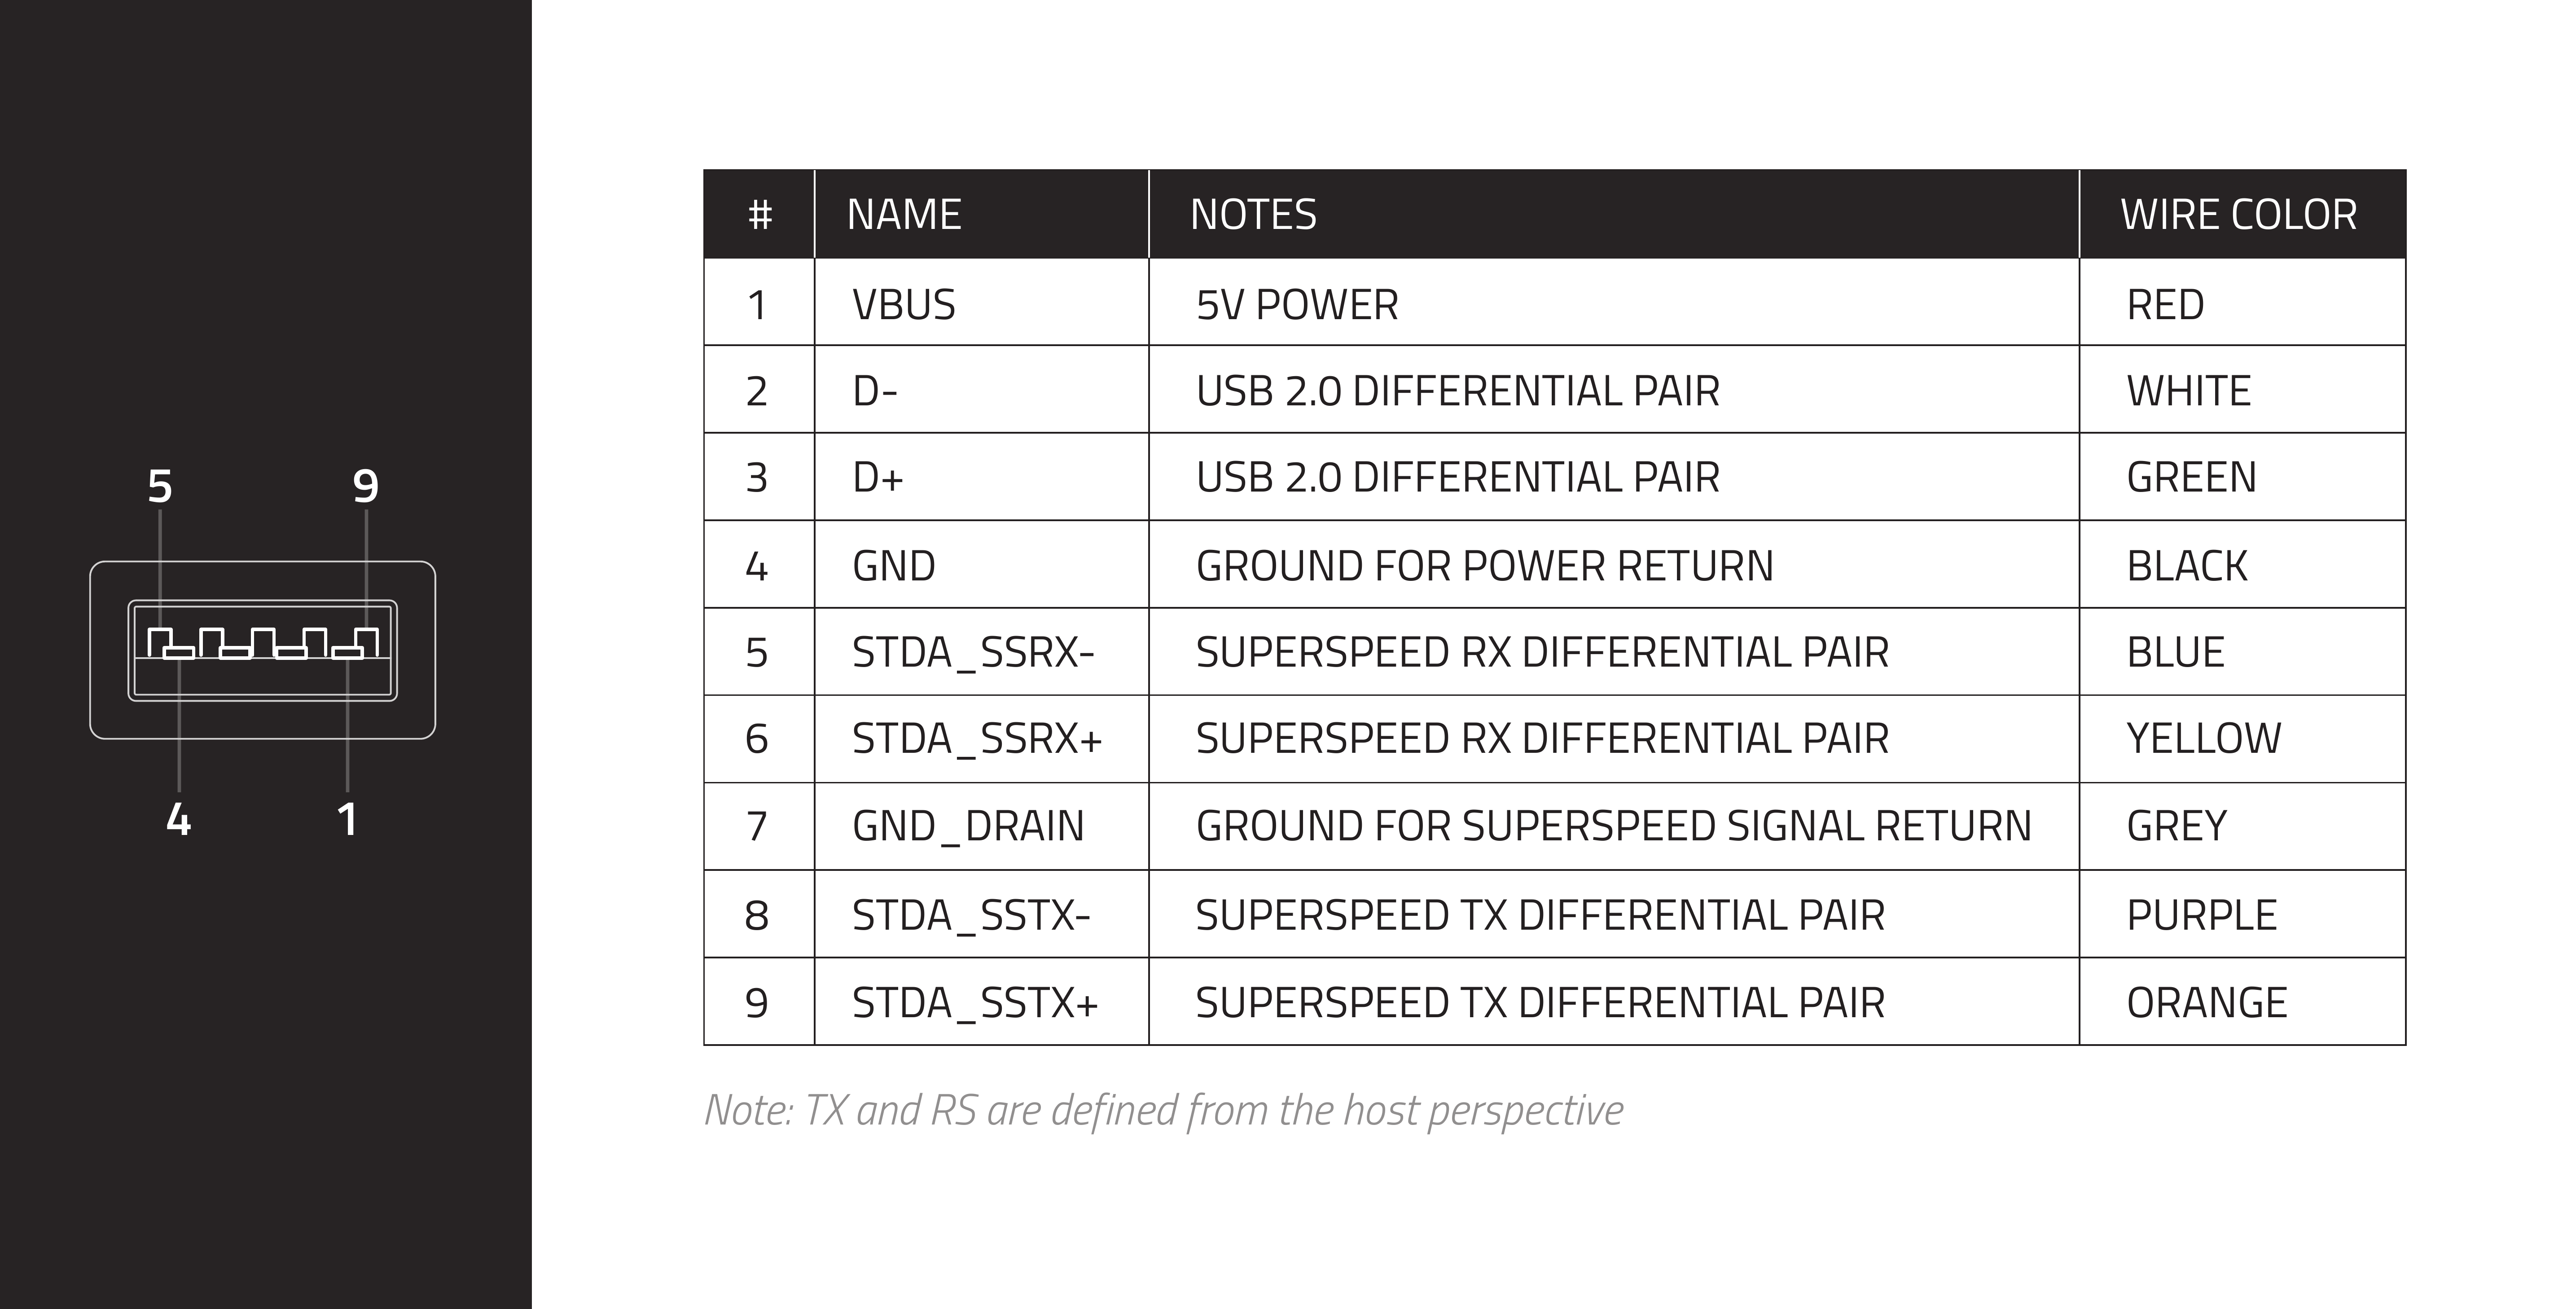 5 9
4 1
# NAME NOTES WIRE COLOR
1 VBUS 5V POWER RED
2 D- USB 2.0 DIFFERENTIAL PAIR WHITE
3 D+ USB 2.0 DIFFERENTIAL PAIR GREEN
4 GND GROUND FOR POWER RETURN BLACK
5 STDA_SSRX- SUPERSPEED RX DIFFERENTIAL PAIR BLUE
6 STDA_SSRX+ SUPERSPEED RX DIFFERENTIAL PAIR YELLOW
7 GND_DRAIN GROUND FOR SUPERSPEED SIGNAL RETURN GREY
8 STDA_SSTX- SUPERSPEED TX DIFFERENTIAL PAIR PURPLE
9 STDA_SSTX+ SUPERSPEED TX DIFFERENTIAL PAIR ORANGE
Note: TX and RS are defined from the host perspective